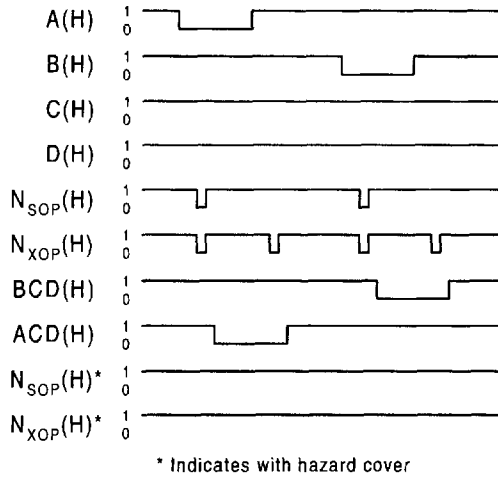 A(H) 1 0
B(H) 1 0
C(H) 1 0
D(H) 1 0
NSOP(H) 1 0
NXOP(H) 1 0
BCD(H) 1 0
ACD(H) 1 0
NSOP(H)* 1 0
NXOP(H)* 1 0
* Indicates with hazard cover